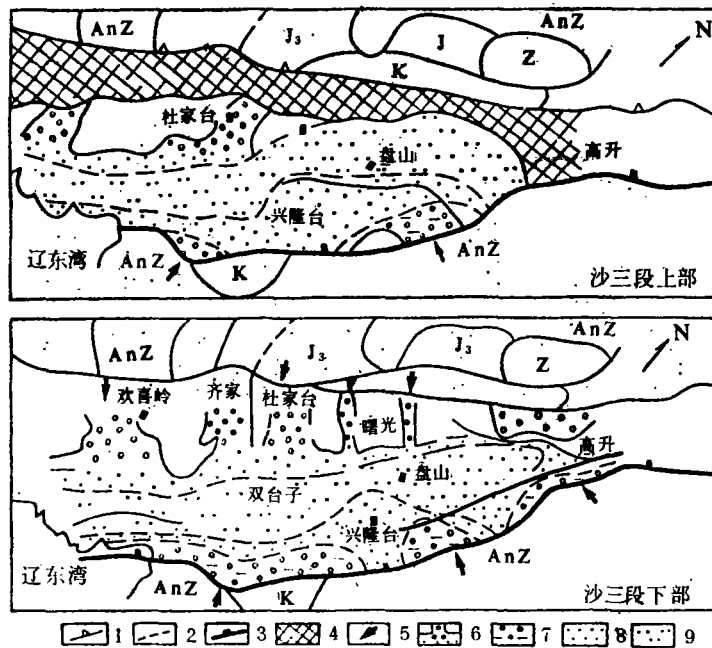 AnZ J₃ J AnZ
K Z N
杜家台
盘山 高升
兴隆台
辽东湾 AnZ K AnZ
沙三段上部
AnZ J₃ J₃ AnZ
Z N
欢喜岭 齐家 杜家台
曙光
高升
双台子 盘山
兴隆台
辽东湾 AnZ K AnZ
沙三段下部
1 2 3 4 5 6 7 8 9